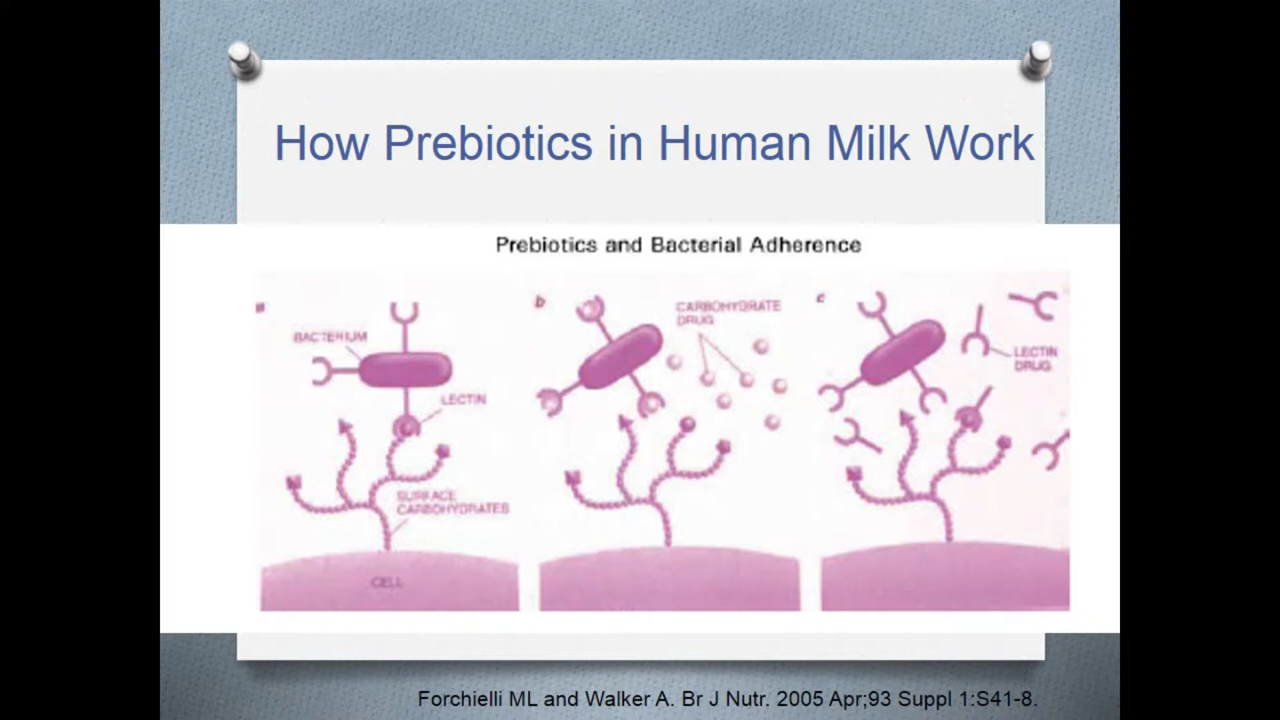 How Prebiotics in Human Milk Work
Prebiotics and Bacterial Adherence
a
BACTERIUM
LECTIN
SURFACE
CARBOHYDRATES
CELL
b
CARBOHYDRATE
DRUG
c
LECTIN
DRUG
Forchielli ML and Walker A. Br J Nutr. 2005 Apr;93 Suppl 1:S41-8.